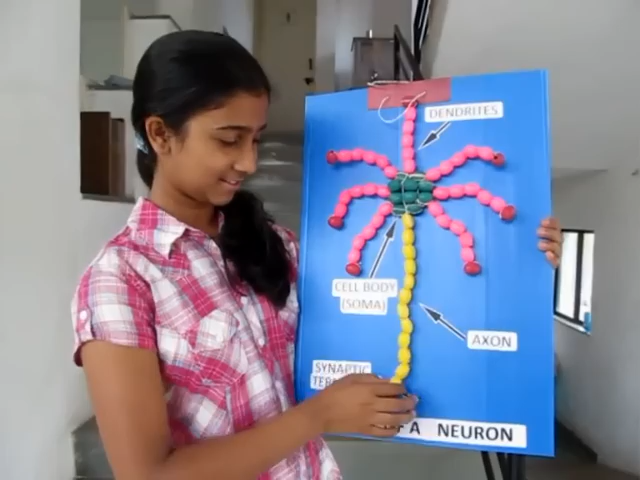 DENDRITES
CELL BODY
(SOMA)
AXON
SYNAPTIC
A NEURON